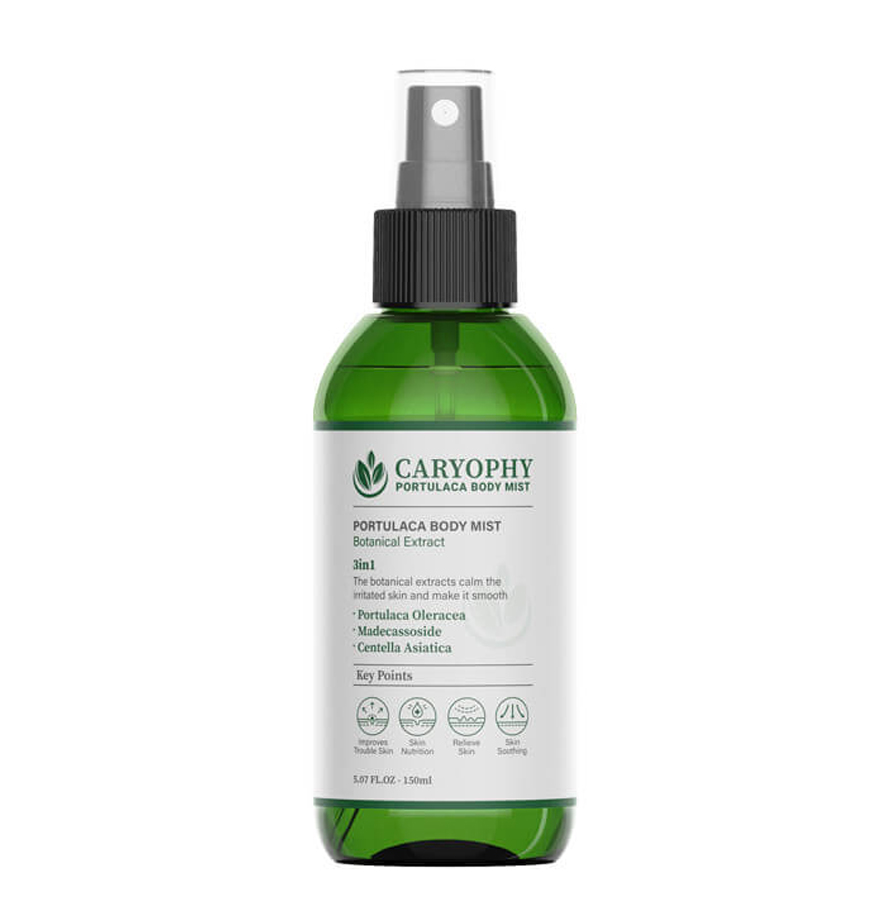 CARYOPHY
PORTULACA BODY MIST
PORTULACA BODY MIST
Botanical Extract
3in1
The botanical extracts calm the
irritated skin and make it smooth
· Portulaca Oleracea
· Madecassoside
· Centella Asiatica
Key Points
Improves
Trouble Skin
Skin
Nutrition
Relieve
Skin
Skin
Soothing
5.07 FL.OZ - 150ml